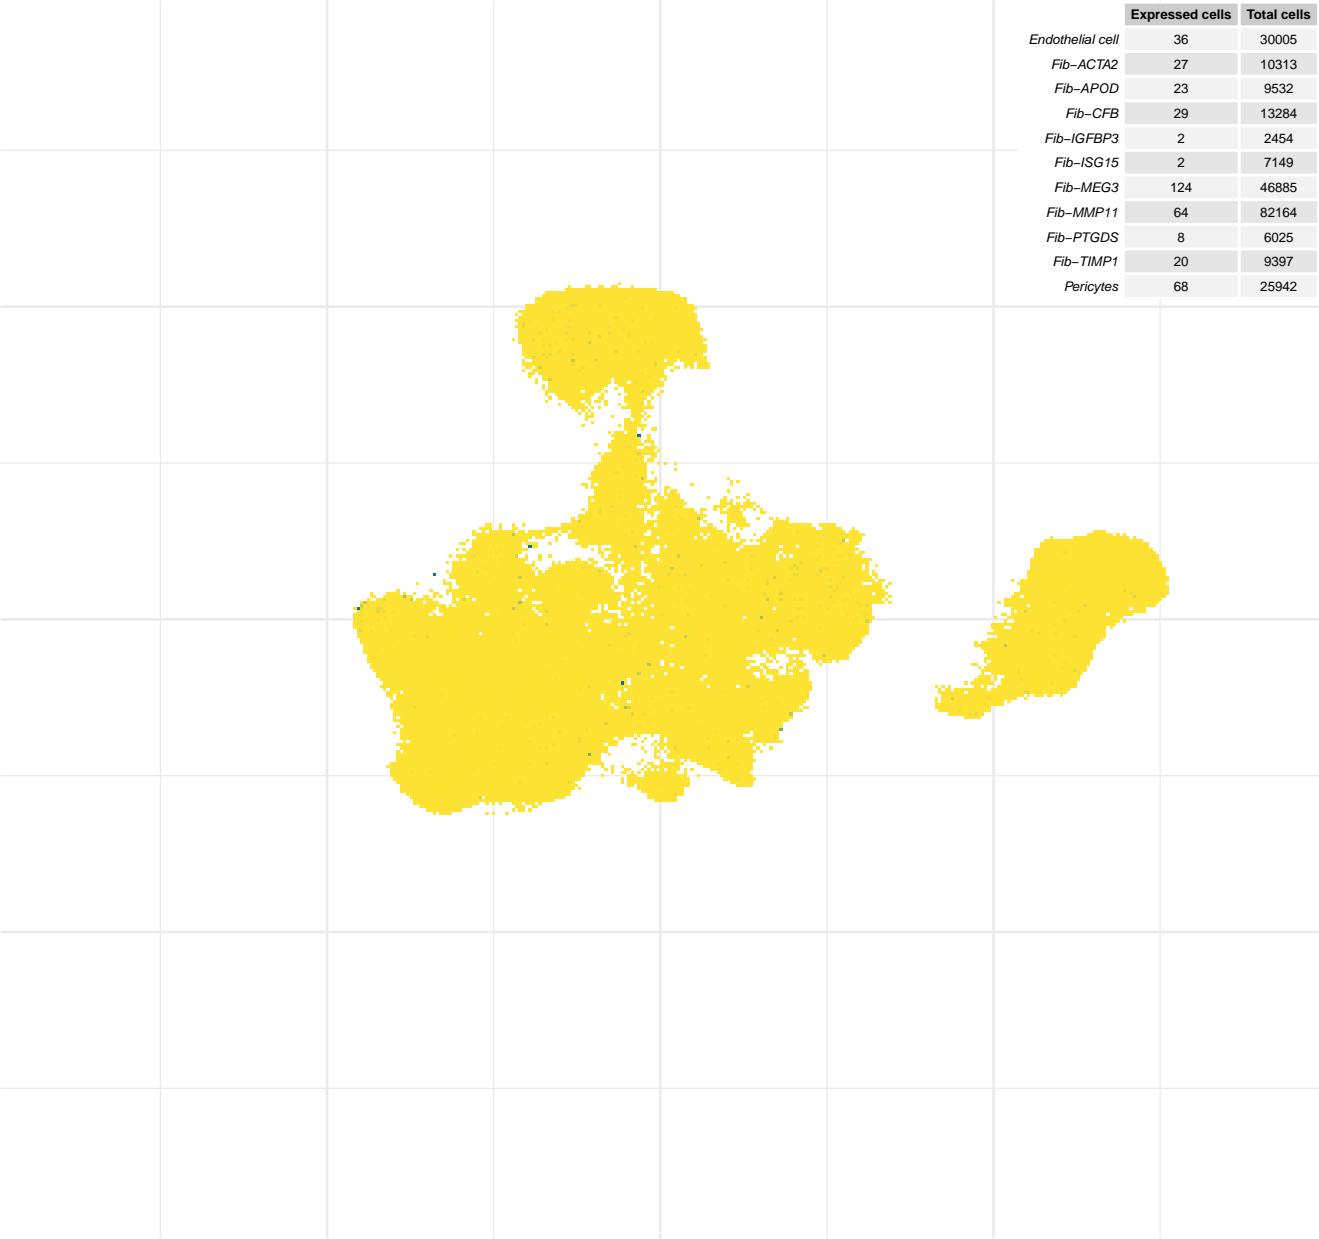 Expressed cells Total cells
Endothelial cell 36 30005
Fib−ACTA2 27 10313
Fib−APOD 23 9532
Fib−CFB 29 13284
Fib−IGFBP3 2 2454
Fib−ISG15 2 7149
Fib−MEG3 124 46885
Fib−MMP11 64 82164
Fib−PTGDS 8 6025
Fib−TIMP1 20 9397
Pericytes 68 25942